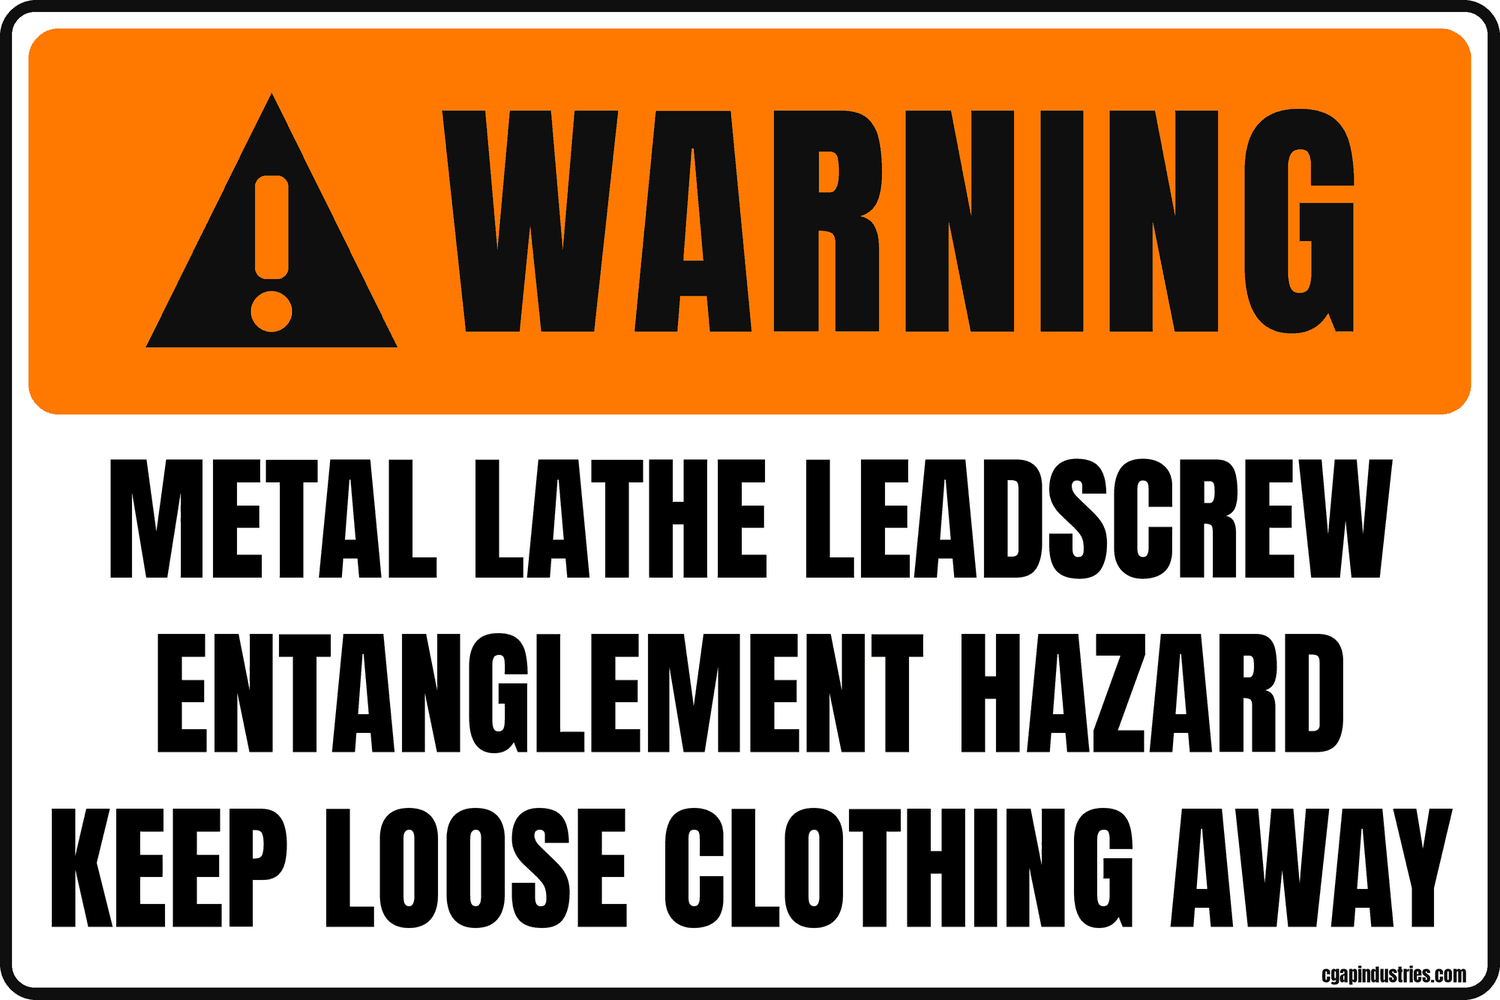 WARNING
METAL LATHE LEADSCREW
ENTANGLEMENT HAZARD
KEEP LOOSE CLOTHING AWAY
cgapindustries.com